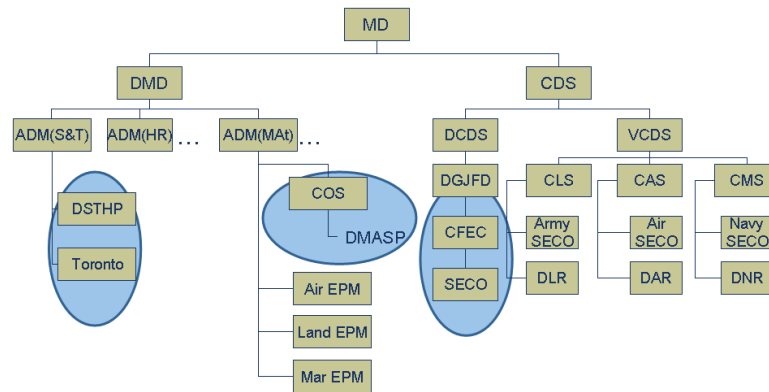 MD
DMD
CDS
ADM(S&T)
ADM(HR)
...
ADM(MAt)
...
DCDS
VCDS
COS
DGJFD
CLS
CAS
CMS
DSTHP
DMASP
CFEC
Army
SECO
Air
SECO
Navy
SECO
Toronto
Air EPM
SECO
DLR
DAR
DNR
Land EPM
Mar EPM